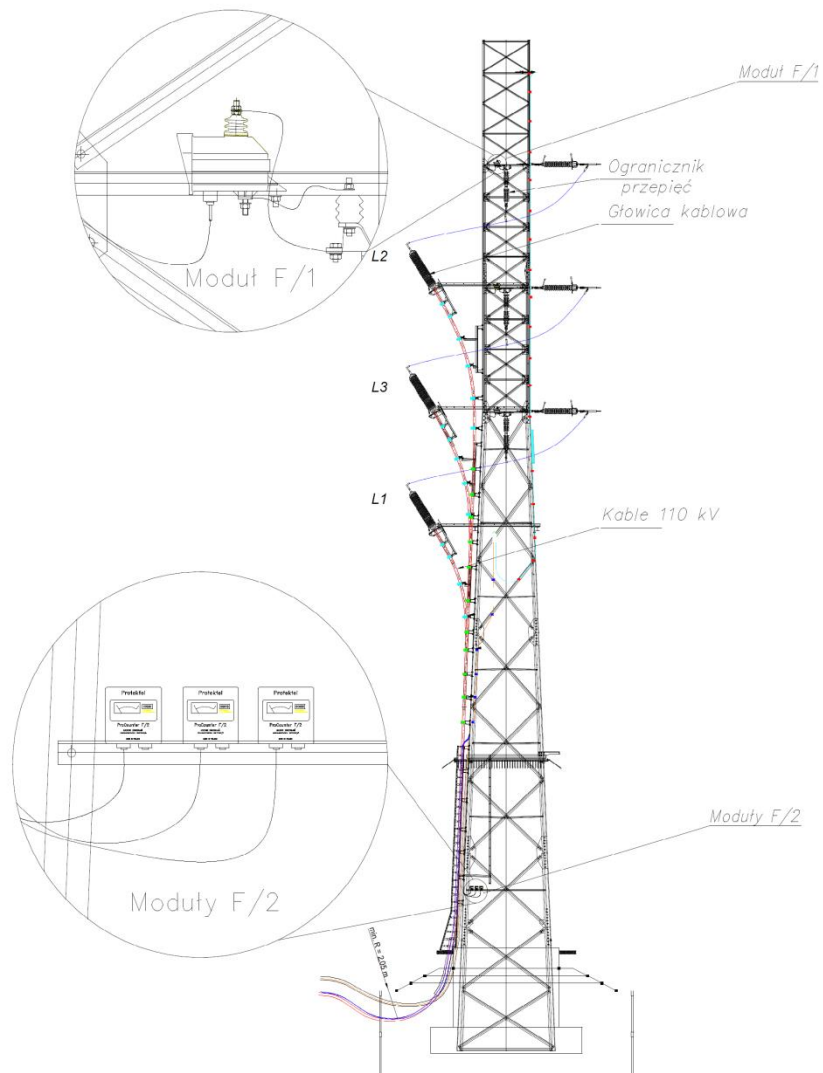 Moduł F/1
Ogranicznik
przepięć
Głowica kablowa
Moduł F/1
L2
L3
L1
Kable 110 kV
Protektel
Protektel
Protektel
ProCounter F/2
ProCounter F/2
ProCounter F/2
Moduły F/2
Moduły F/2
min. R = 2.05 m